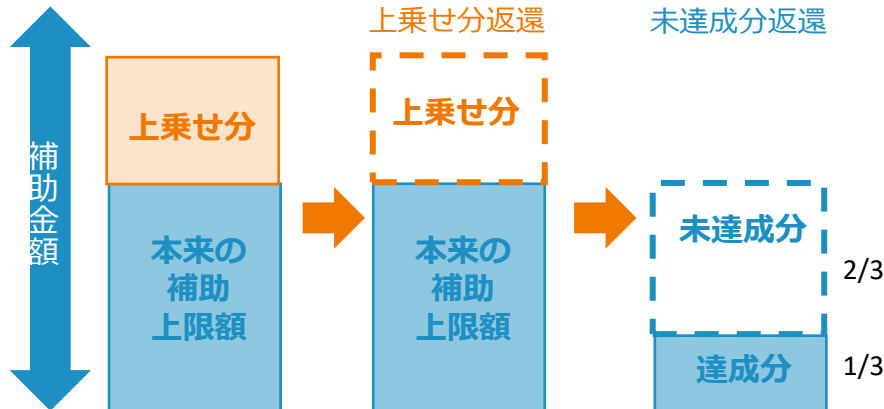 上乗せ分返還
未達成分返還
補助金額
上乗せ分
本来の
補助
上限額
上乗せ分
本来の
補助
上限額
未達成分
2/3
達成分
1/3